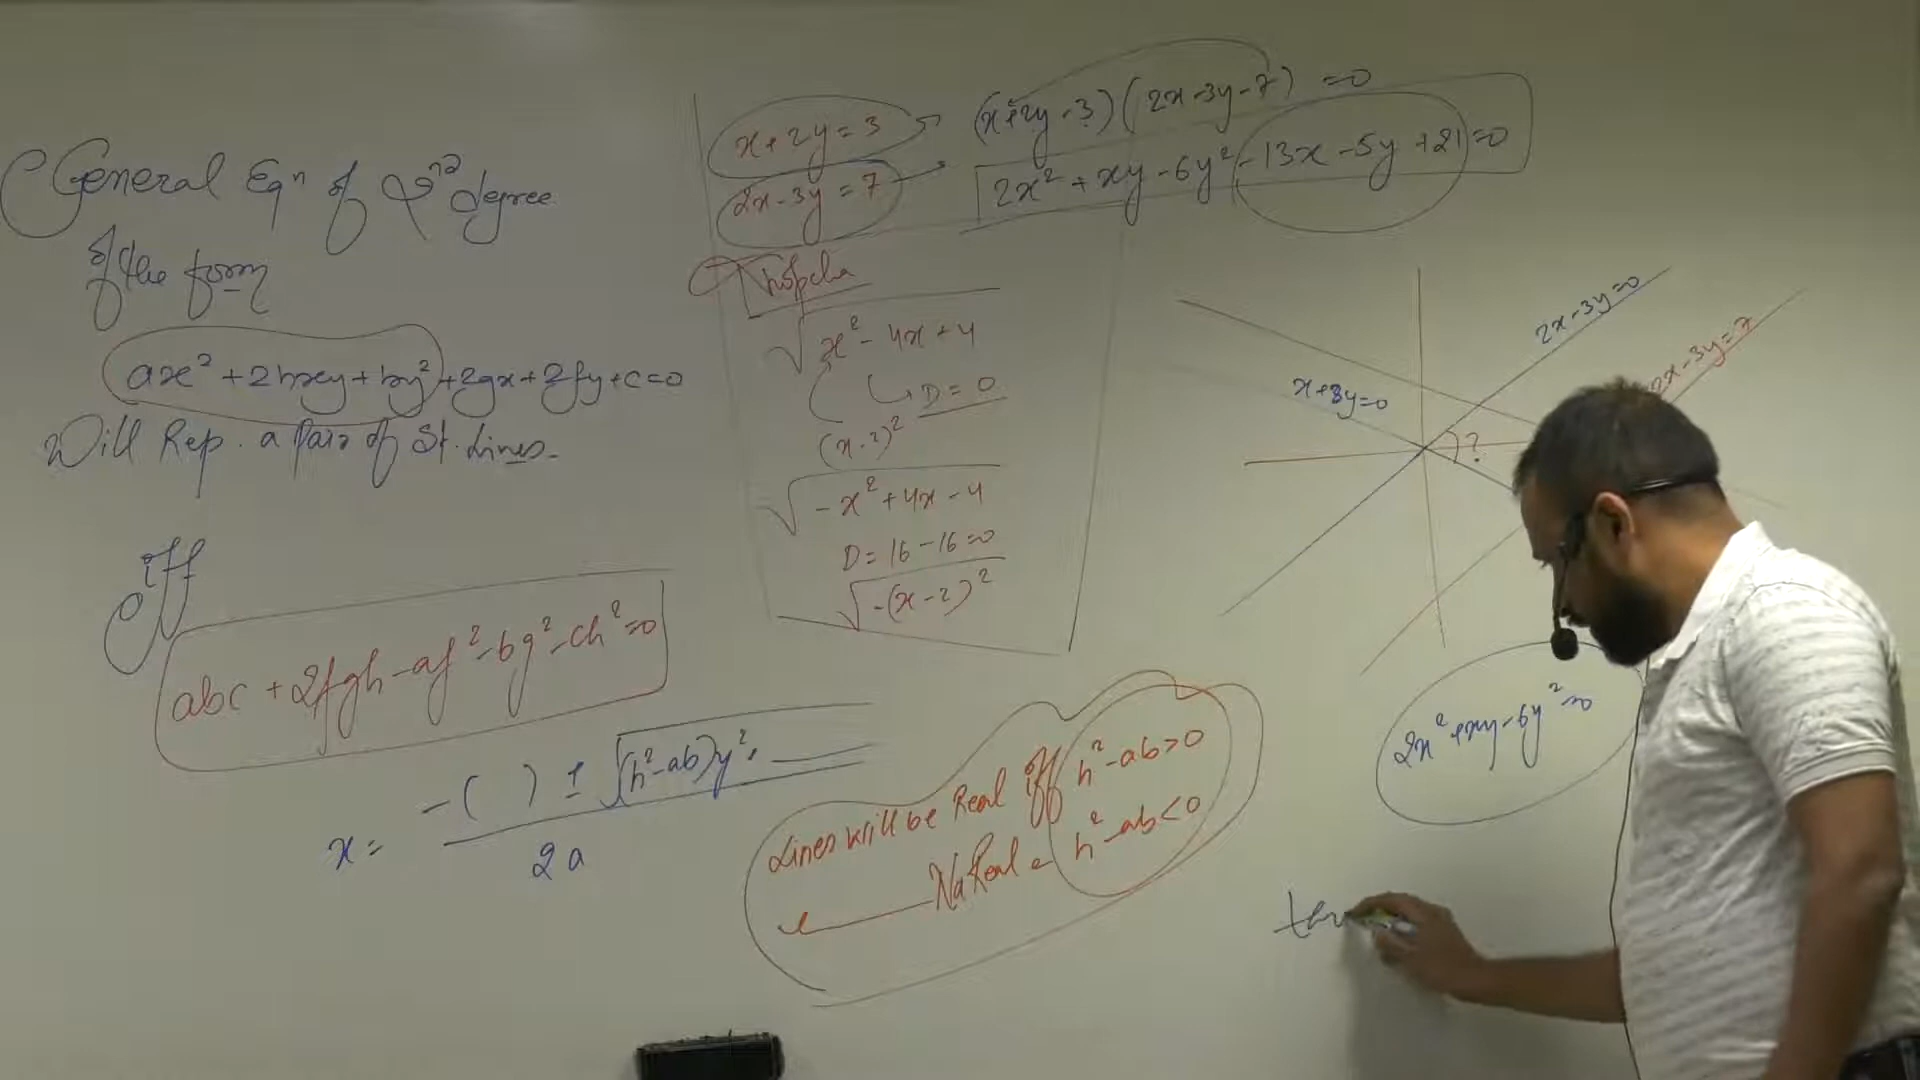 General Eqⁿ of 2ⁿᵈ degree
of the form
ax² + 2hxy + by² + 2gx + 2fy + c = 0
Will Rep. a Pair of St. Lines.
iff
abc + 2fgh - af² - bg² - ch² = 0
x = (-( ) ± √(h²-ab)y².) / 2a
x + 2y = 3 → (x+2y-3)(2x-3y-7) = 0
2x - 3y = 7 → 2x² + xy - 6y² - 13x - 5y + 21 = 0
√x² - 4x + 4
↳ D = 0
(x-2)²
√-x² + 4x - 4
D = 16 - 16 = 0
√-(x-2)²
Lines will be Real iff h² - ab > 0
Not Real h² - ab < 0
2x - 3y = 0
2x - 3y = 7
?
2x² + xy - 6y² = 0
tan